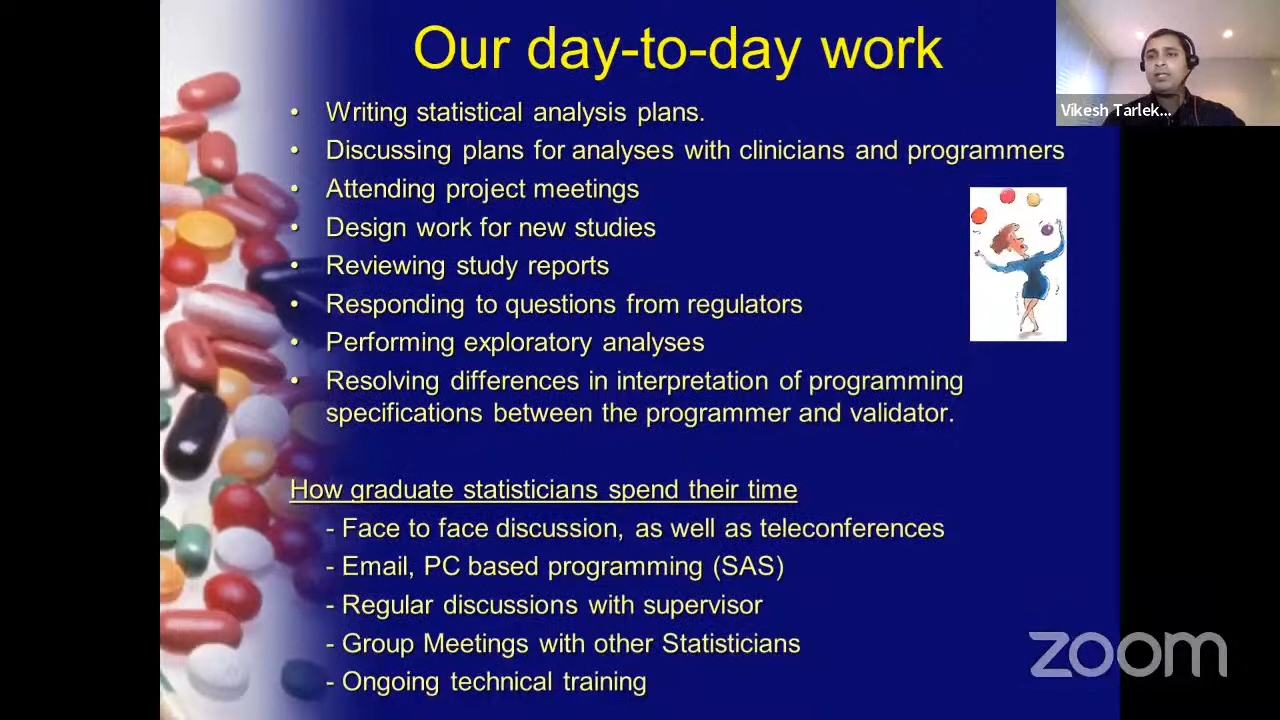 Our day-to-day work
Vikesh Tarlek...
• Writing statistical analysis plans.
• Discussing plans for analyses with clinicians and programmers
• Attending project meetings
• Design work for new studies
• Reviewing study reports
• Responding to questions from regulators
• Performing exploratory analyses
• Resolving differences in interpretation of programming
specifications between the programmer and validator.
How graduate statisticians spend their time
- Face to face discussion, as well as teleconferences
- Email, PC based programming (SAS)
- Regular discussions with supervisor
- Group Meetings with other Statisticians
- Ongoing technical training
zoom